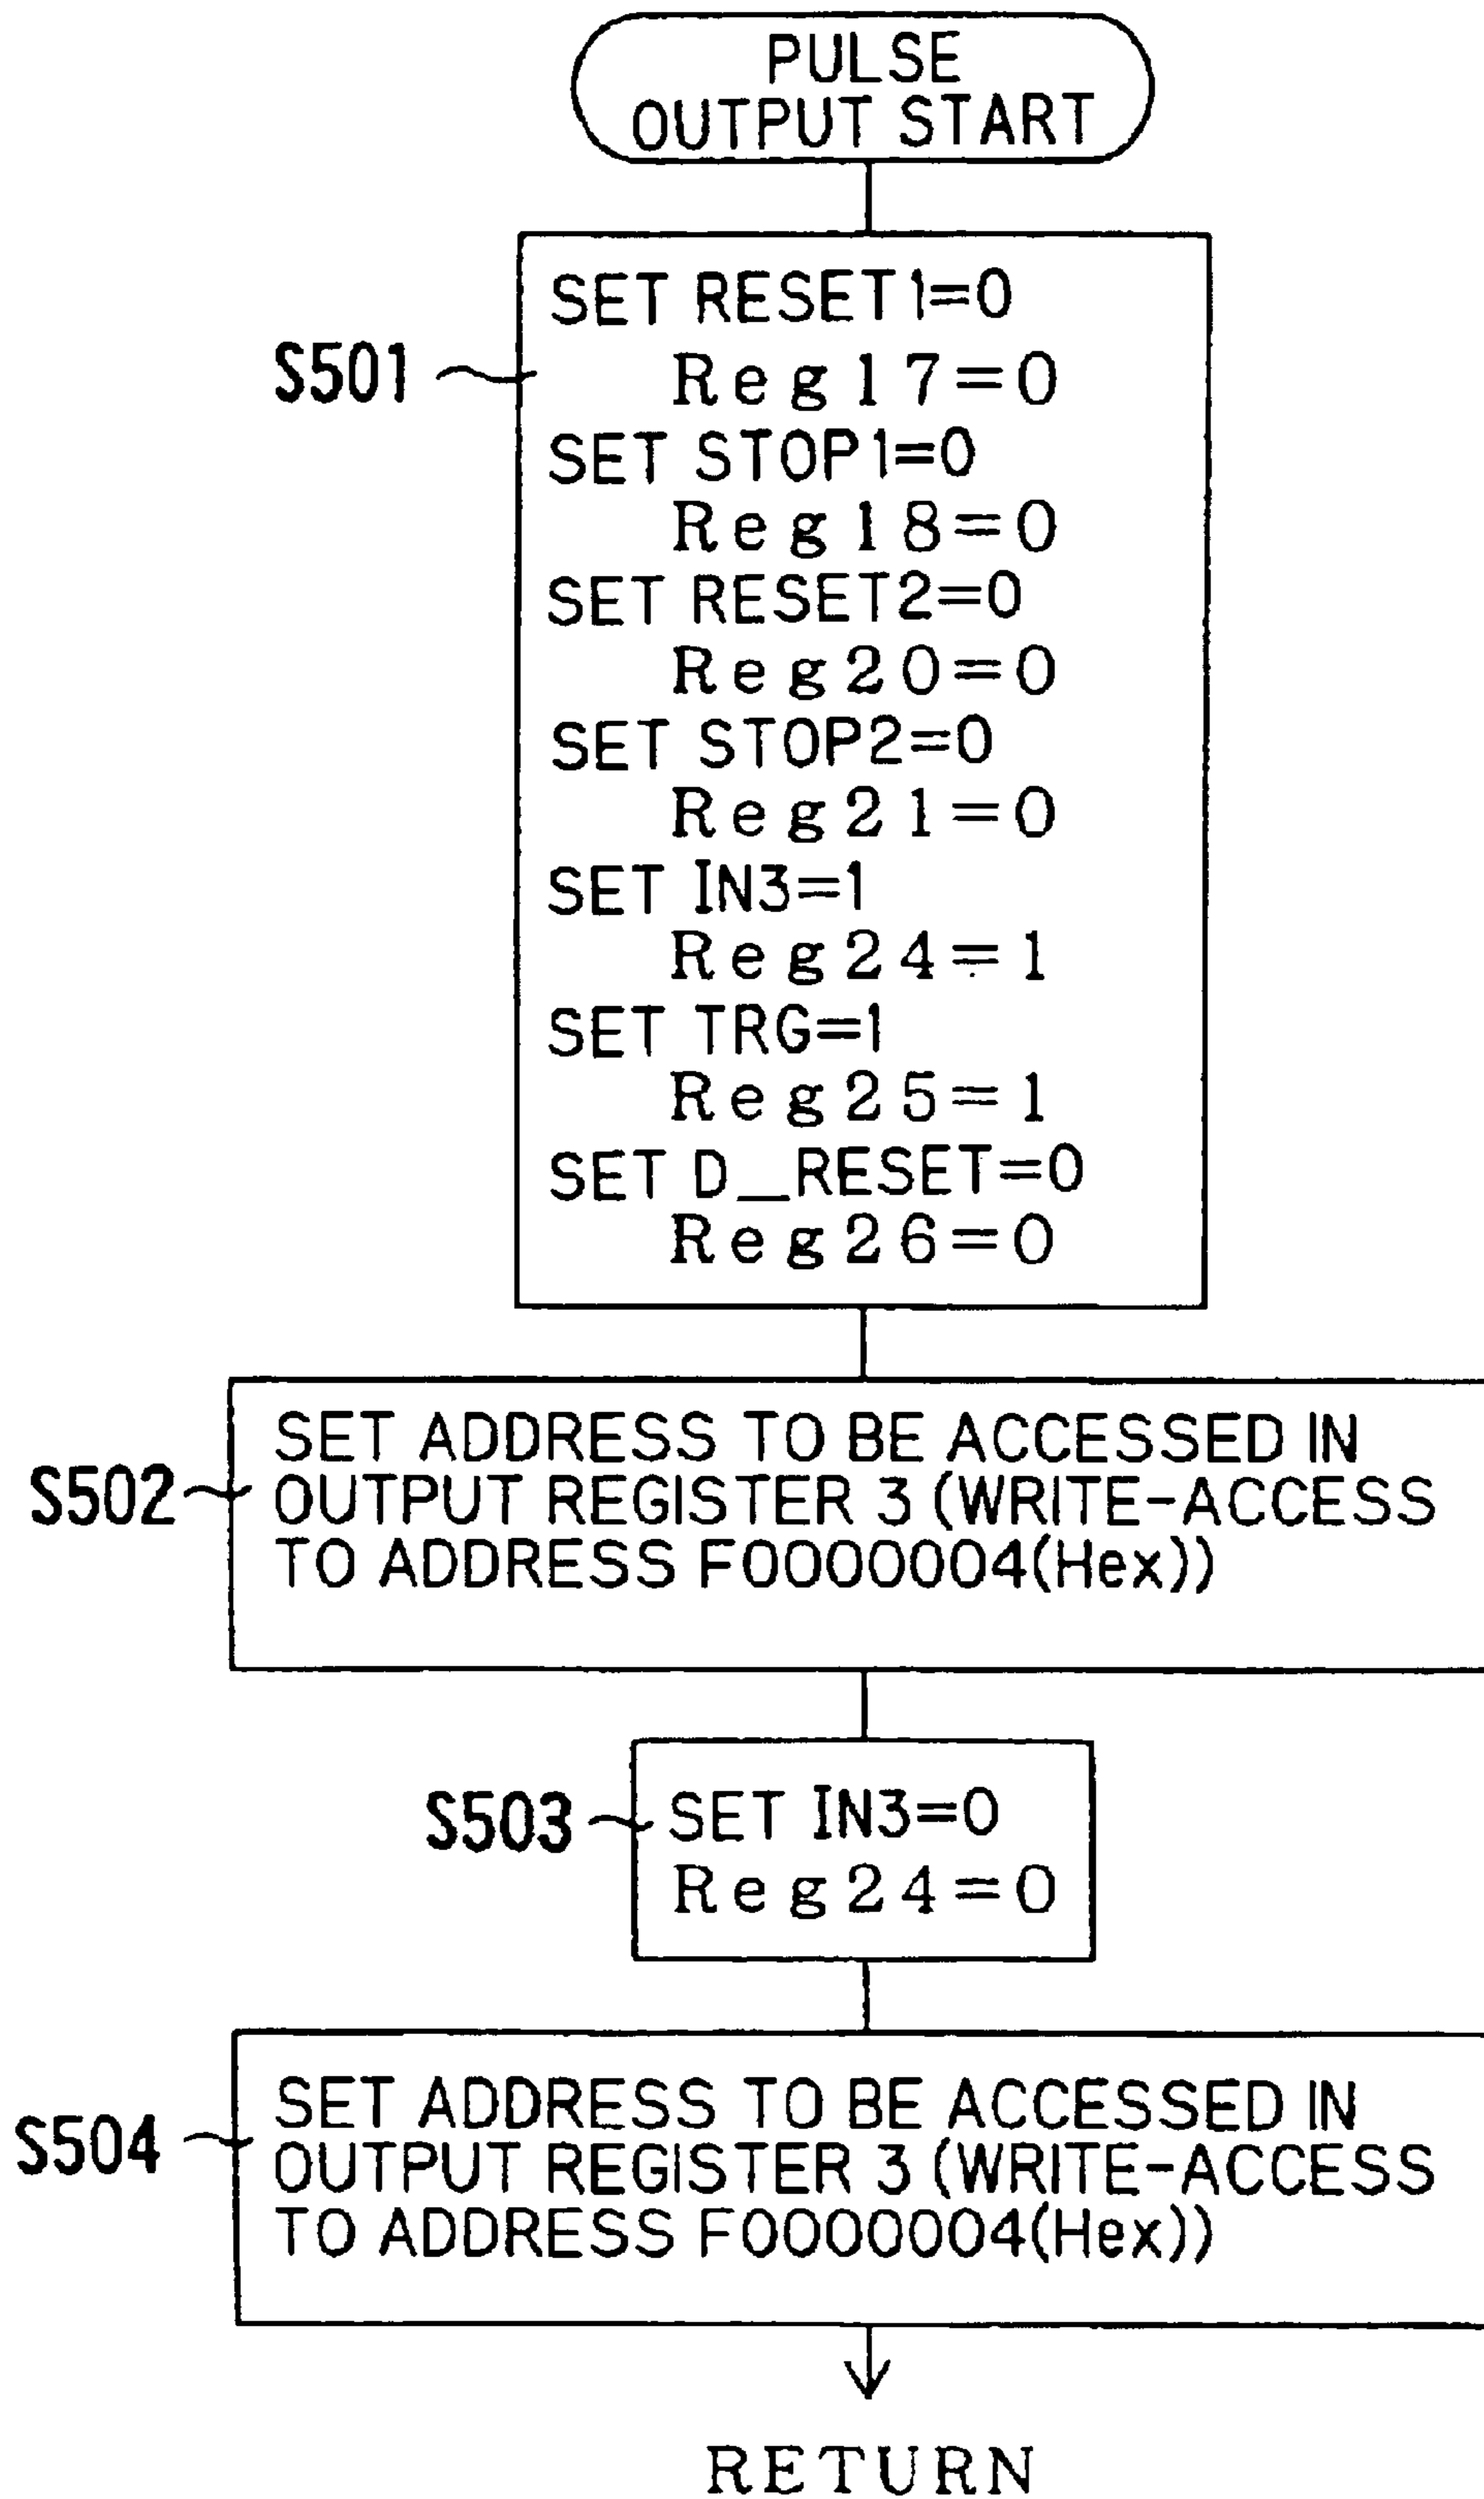 PULSE
OUTPUT START
SET RESET1=0
Reg17=0
S501
SET STOP1=0
Reg18=0
SET RESET2=0
Reg20=0
SET STOP2=0
Reg21=0
SET IN3=1
Reg24=1
SET TRG=1
Reg25=1
SET D_RESET=0
Reg26=0
SET ADDRESS TO BE ACCESSED IN
S502
OUTPUT REGISTER 3 (WRITE-ACCESS
TO ADDRESS F0000004(Hex))
S503
SET IN3=0
Reg24=0
SET ADDRESS TO BE ACCESSED IN
S504
OUTPUT REGISTER 3 (WRITE-ACCESS
TO ADDRESS F0000004(Hex))
RETURN